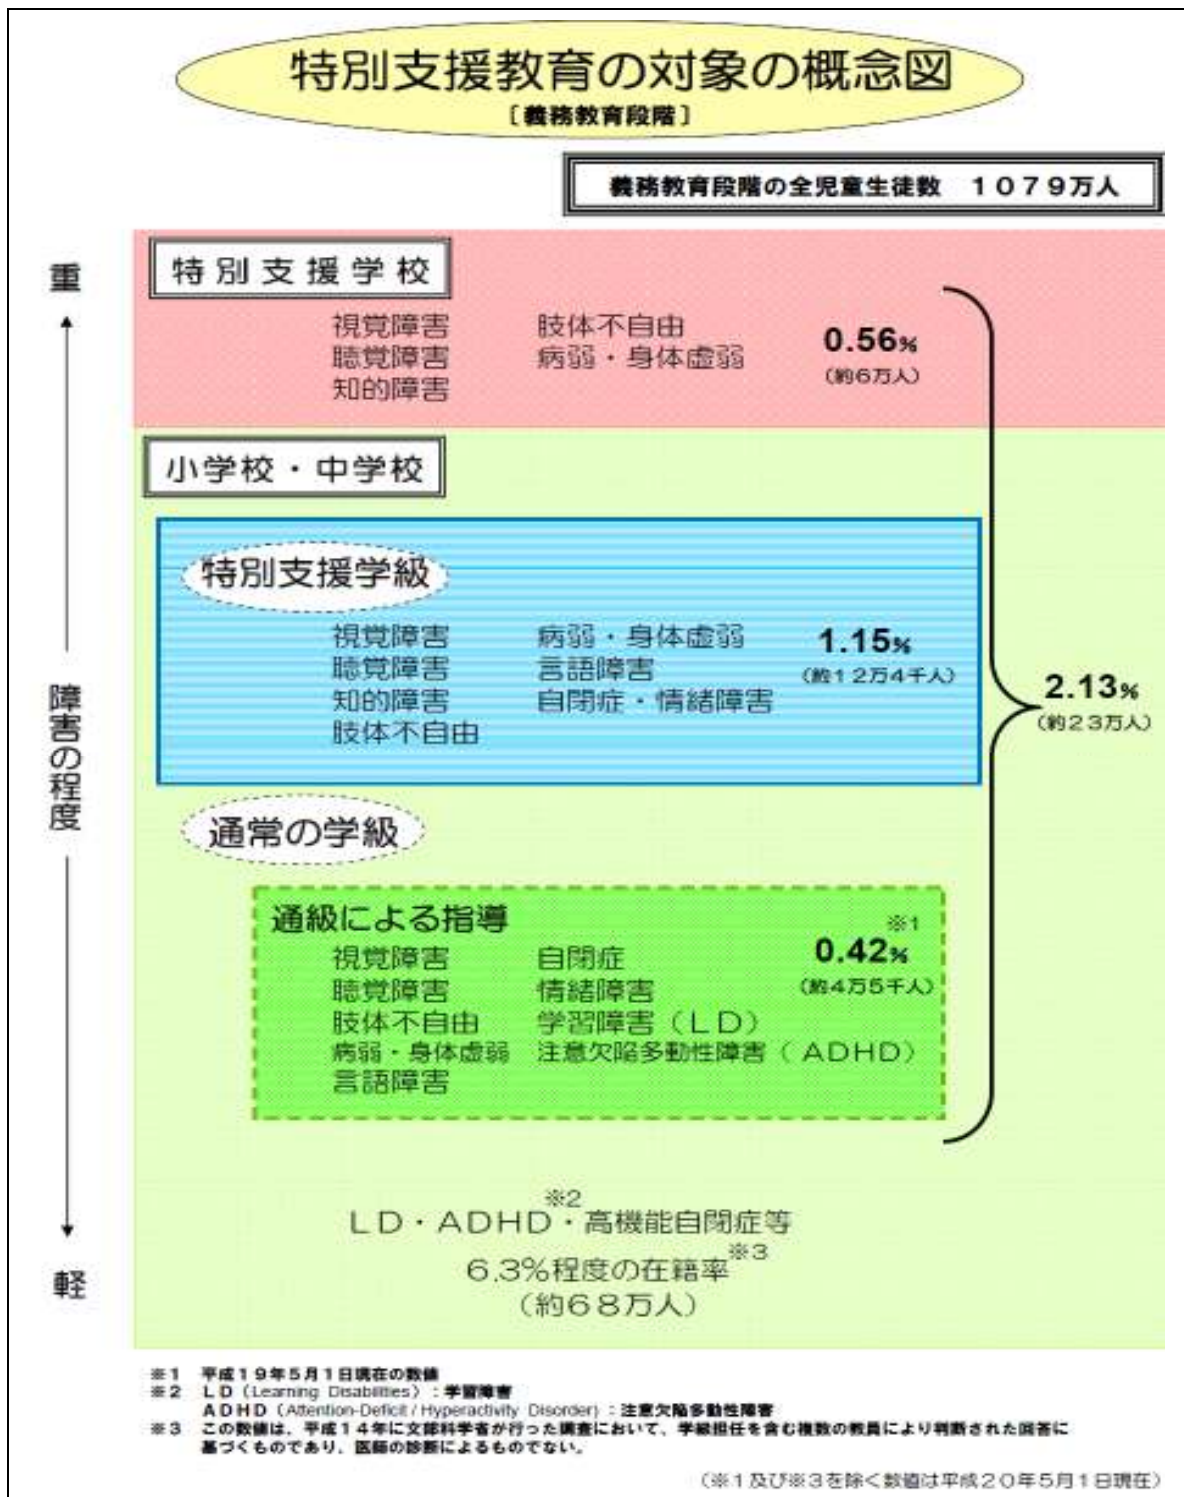 特別支援教育の対象の概念図
［義務教育段階］
義務教育段階の全児童生徒数　１０７９万人
重
障害の程度
軽
特別支援学校
視覚障害　肢体不自由
聴覚障害　病弱・身体虚弱
知的障害
0.56%
（約6万人）
小学校・中学校
特別支援学級
視覚障害　病弱・身体虚弱
聴覚障害　言語障害
知的障害　自閉症・情緒障害
肢体不自由
1.15%
（約１２万４千人）
2.13%
（約２３万人）
通常の学級
通級による指導
視覚障害　自閉症
聴覚障害　情緒障害
肢体不自由　学習障害（ＬＤ）
病弱・身体虚弱　注意欠陥多動性障害（ＡＤＨＤ）
言語障害
※1
0.42%
（約4万5千人）
※2
ＬＤ・ＡＤＨＤ・高機能自閉症等
6.3%程度の在籍率※3
（約６８万人）
※１　平成１９年５月１日現在の数値
※２　ＬＤ（Learning Disabilities）：学習障害
ＡＤＨＤ（Attention-Deficit / Hyperactivity Disorder）：注意欠陥多動性障害
※３　この数値は、平成１４年に文部科学省が行った調査において、学級担任を含む複数の教員により判断された回答に
基づくものであり、医師の診断によるものでない。
（※１及び※３を除く数値は平成２０年５月１日現在）